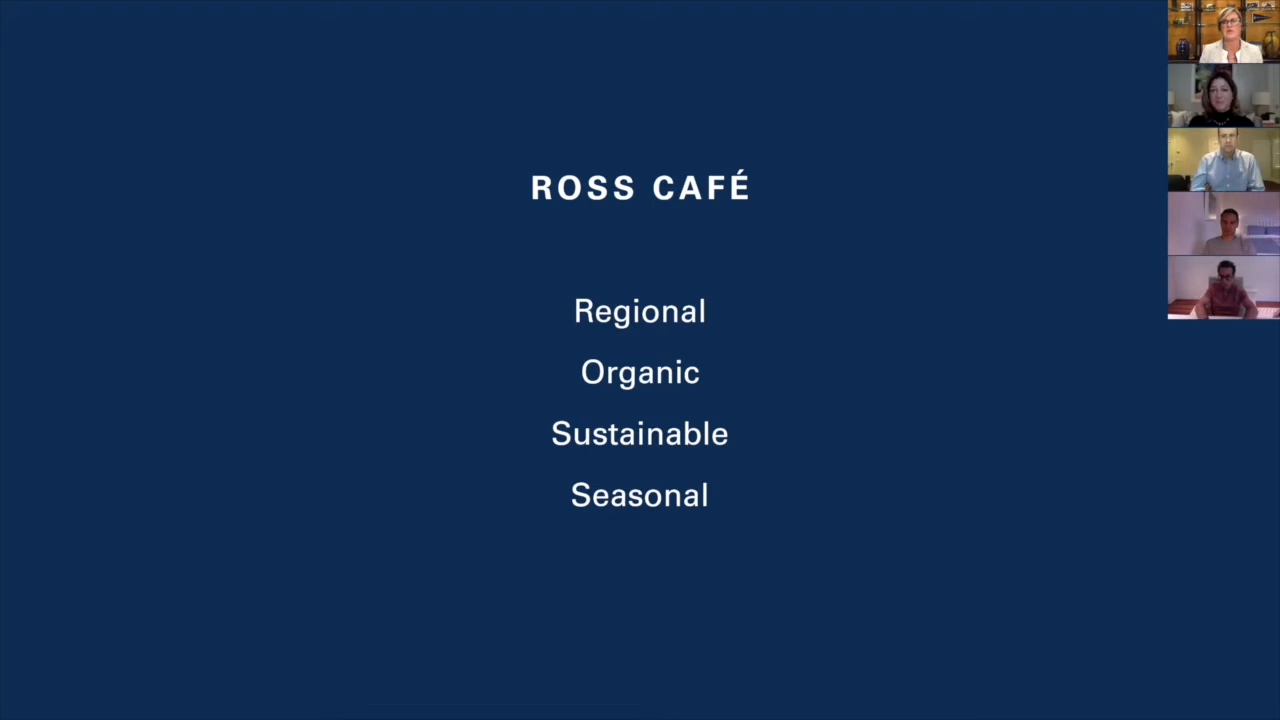 ROSS CAFÉ
Regional
Organic
Sustainable
Seasonal